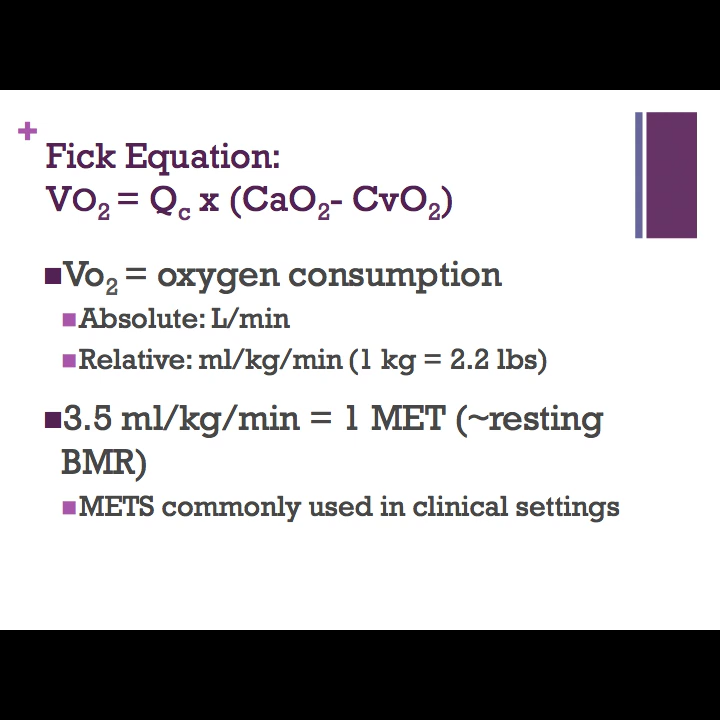 +
Fick Equation:
VO₂ = Q꜀ x (CaO₂- CvO₂)
■Vo₂ = oxygen consumption
■Absolute: L/min
■Relative: ml/kg/min (1 kg = 2.2 lbs)
■3.5 ml/kg/min = 1 MET (~resting
BMR)
■METS commonly used in clinical settings